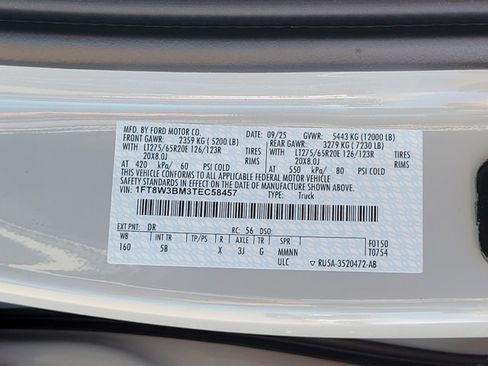 MFD. BY FORD MOTOR CO. 09/25 GVWR: 5443 KG (12000 LB)
FRONT GAWR: 2359 KG (5200 LB) REAR GAWR: 3279 KG (7230 LB)
WITH LT275/65R20E 126/123R TIRES WITH LT275/65R20E 126/123R TIRES
20X8.0J RIMS 20X8.0J RIMS
AT 420 kPa/ 60 PSI COLD AT 550 kPa/ 80 PSI COLD
THIS VEHICLE CONFORMS TO ALL APPLICABLE FEDERAL MOTOR VEHICLE
SAFETY STANDARDS IN EFFECT ON THE DATE OF MANUFACTURE SHOWN ABOVE.
VIN: 1FT8W3BM3TEC58457 TYPE: Truck
EXT PNT: DR RC: 56 DSO: F0150
WB INT TR TP/PS R AXLE TR SPR T0754
160 SB X 3J G MMNN
ULC ▼ RU5A-3520472-AB